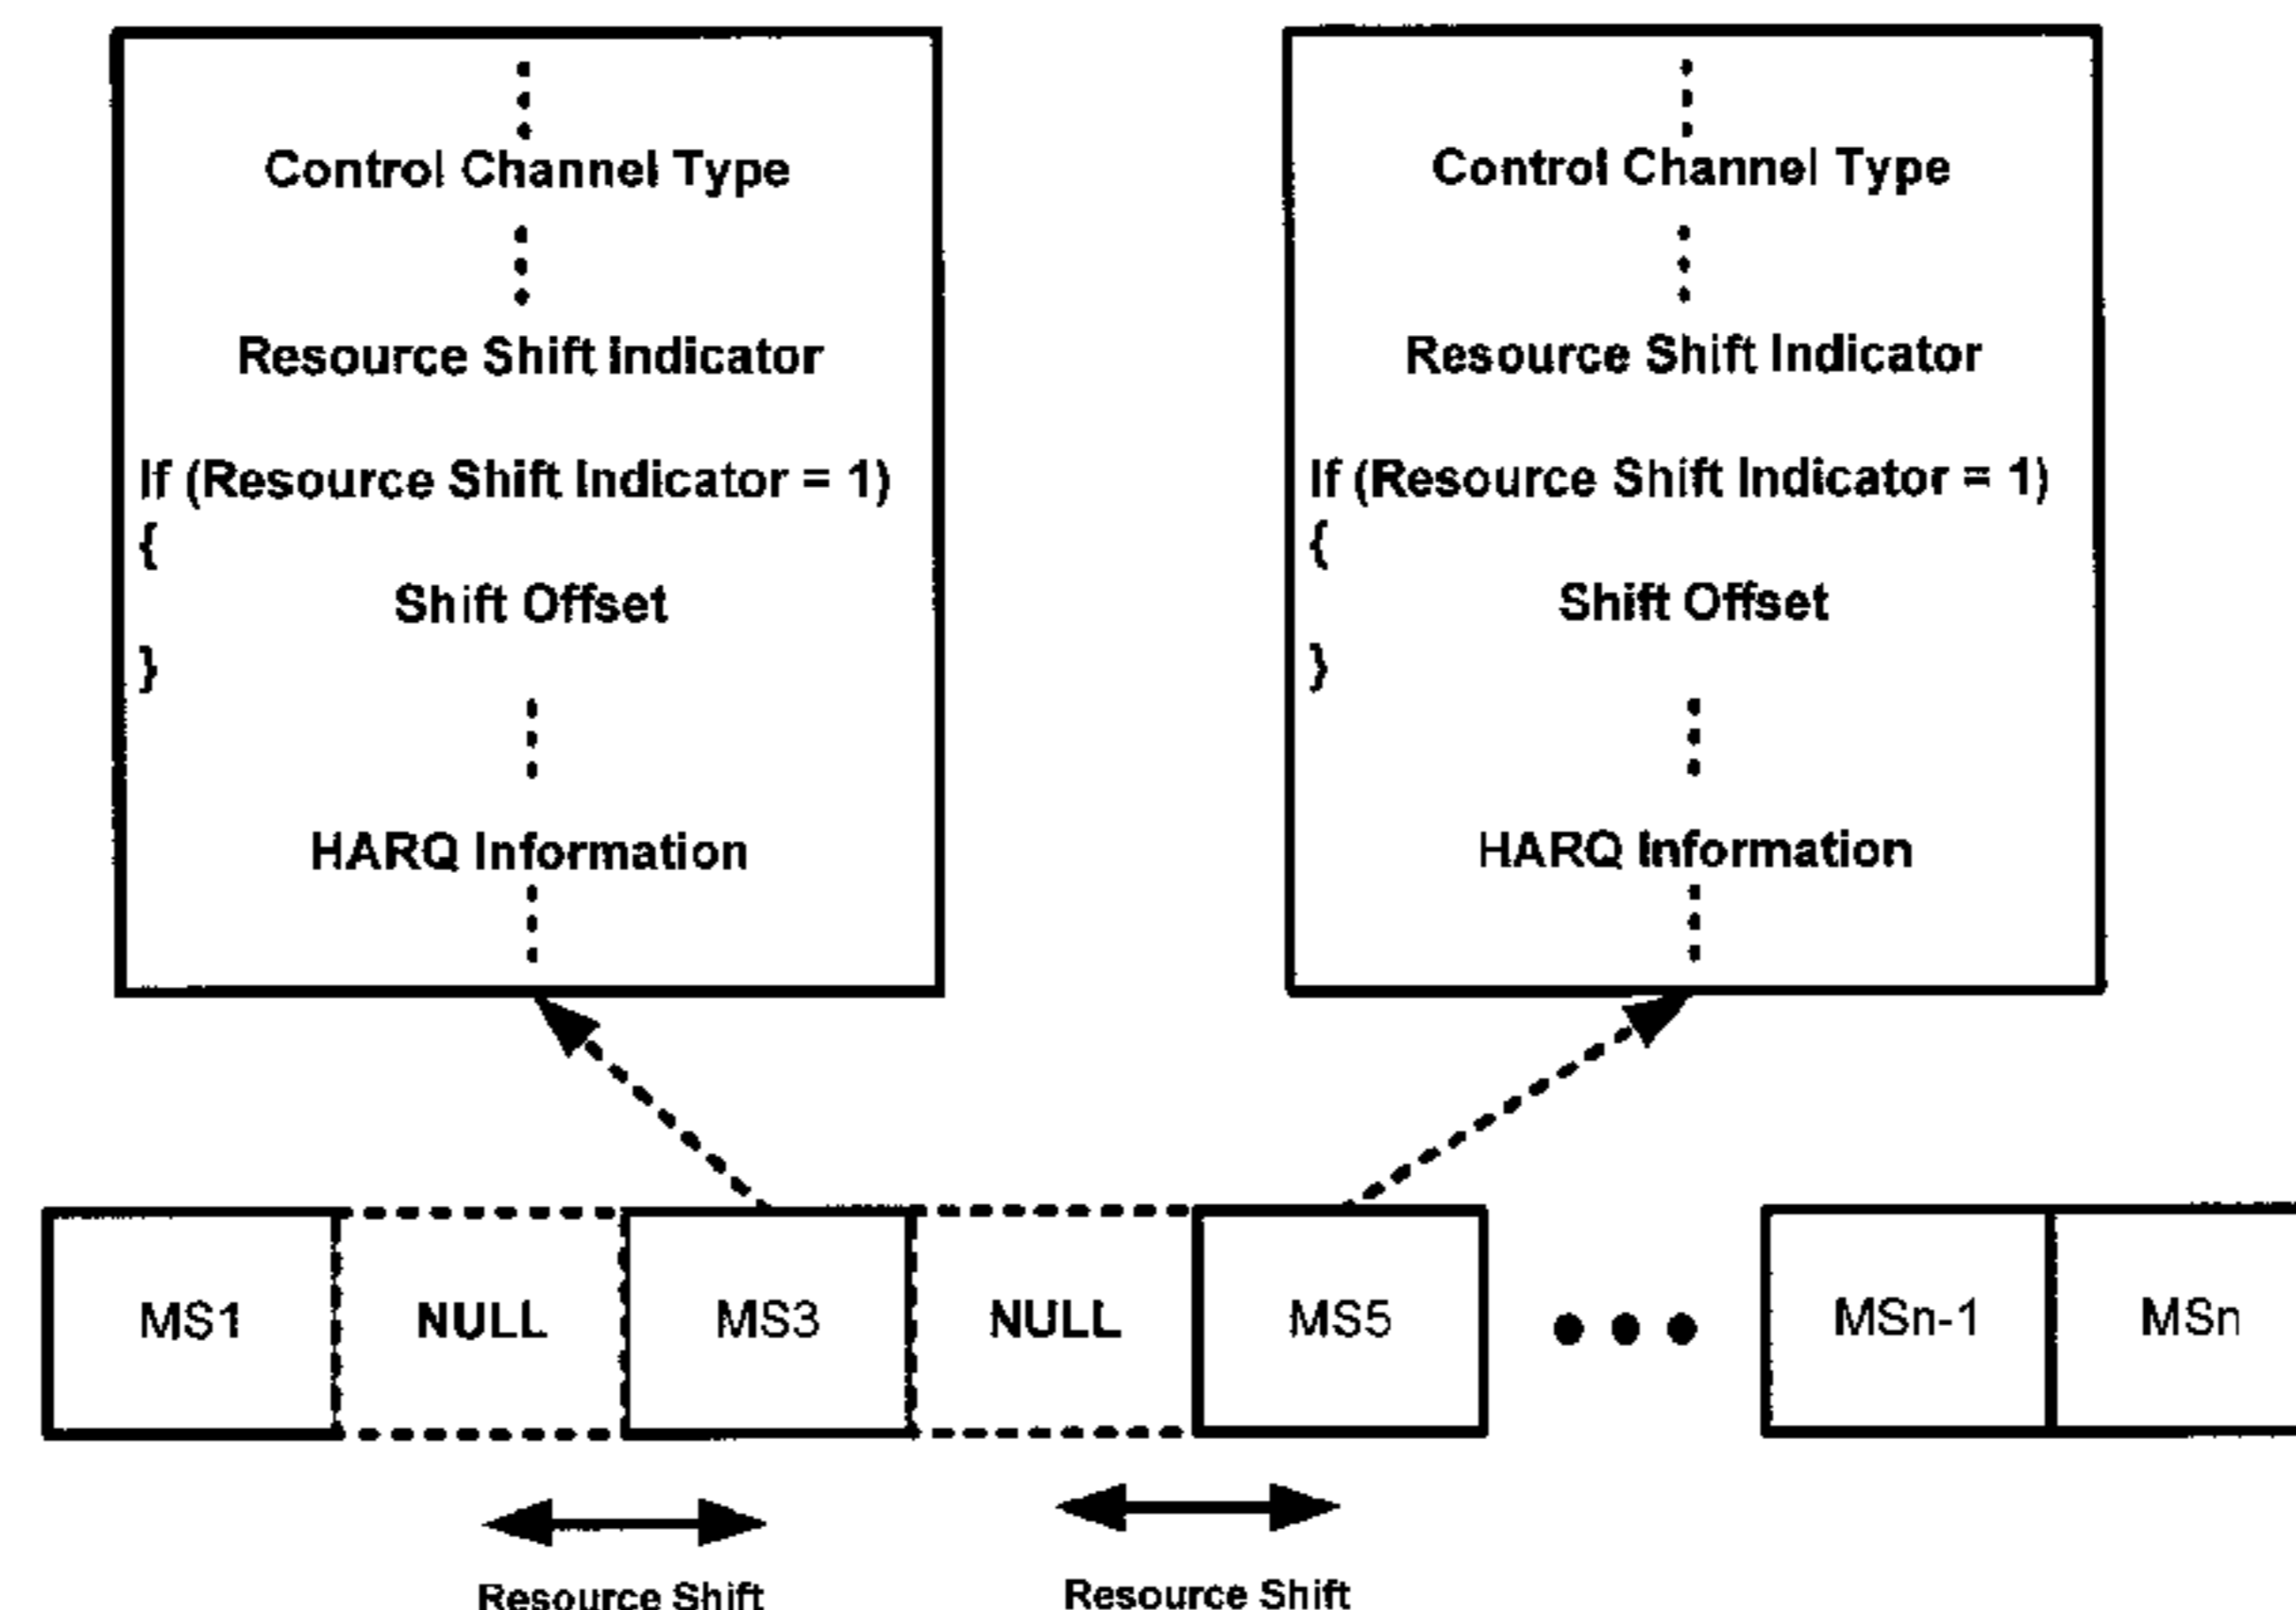 Control Channel Type
Resource Shift Indicator
If (Resource Shift Indicator = 1)
{
Shift Offset
}
HARQ Information
Control Channel Type
Resource Shift Indicator
If (Resource Shift Indicator = 1)
{
Shift Offset
}
HARQ Information
MS1 NULL MS3 NULL MS5 MSn-1 MSn
Resource Shift Resource Shift